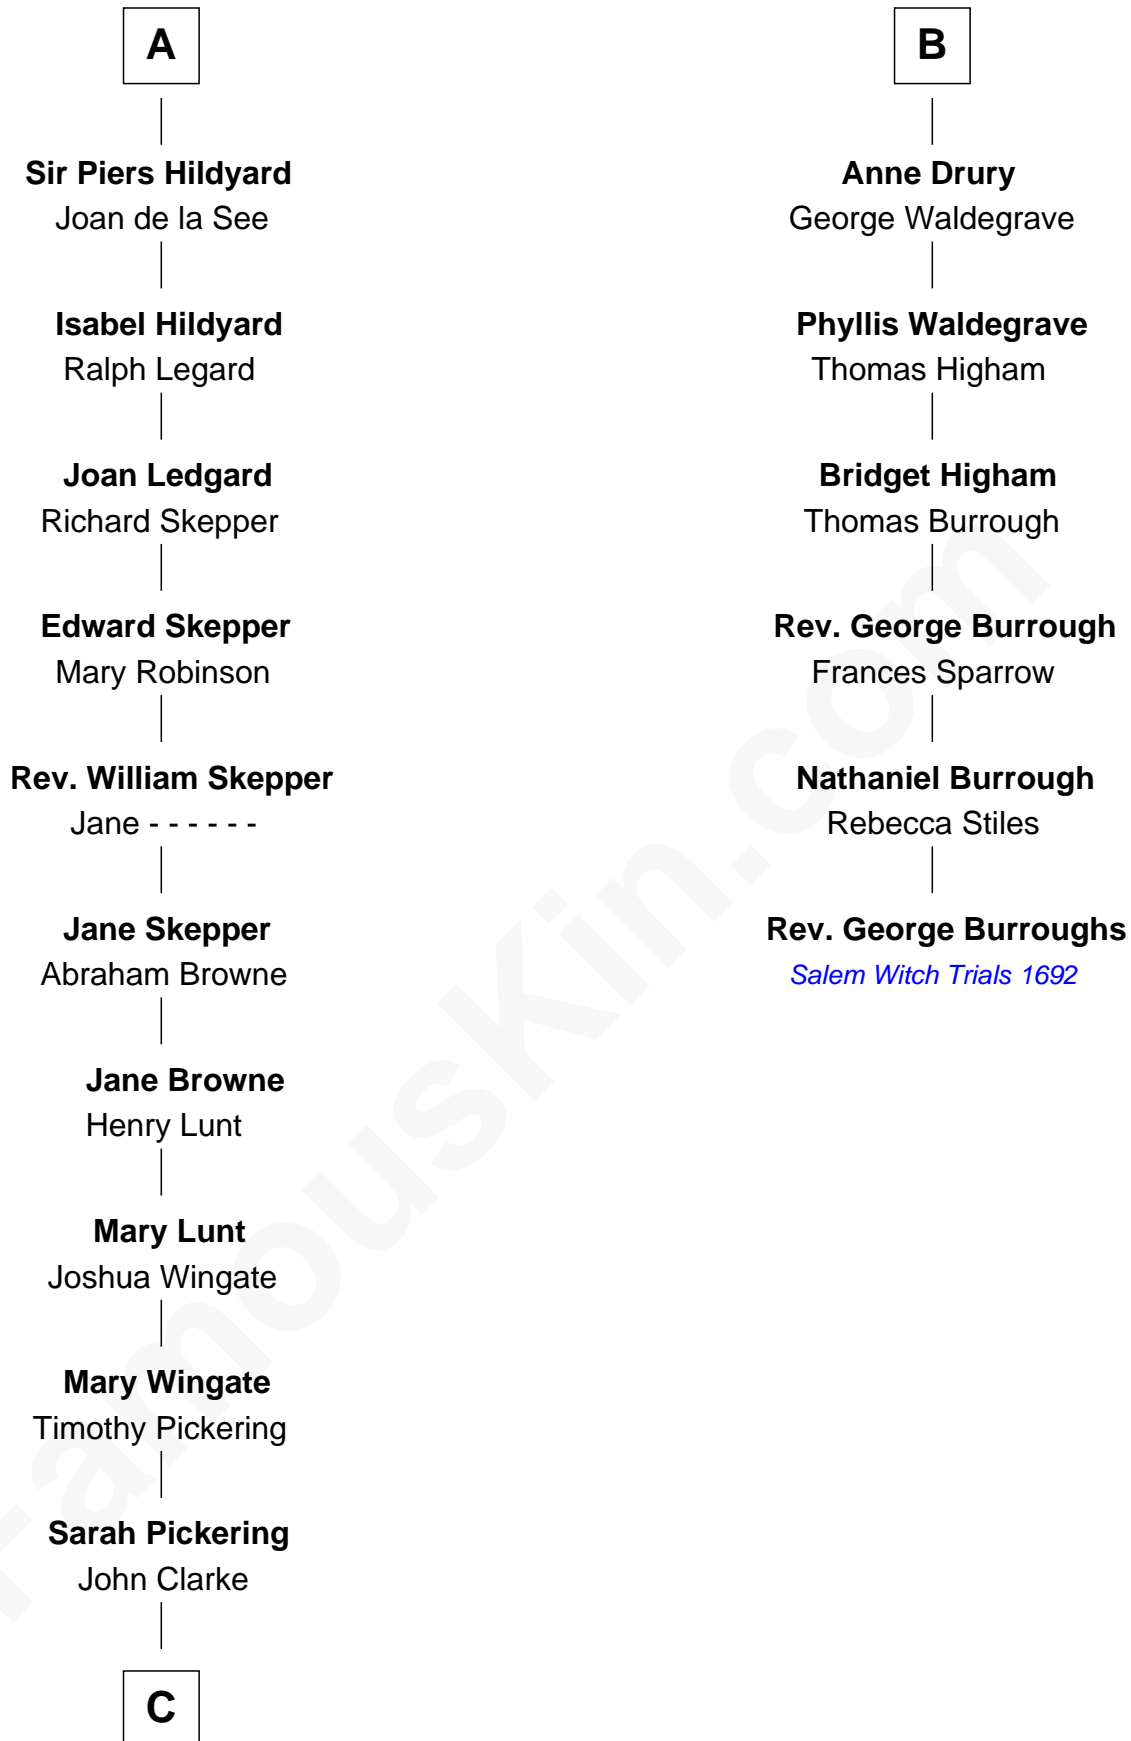 A
Sir Piers Hildyard
Joan de la See
Isabel Hildyard
Ralph Legard
Joan Ledgard
Richard Skepper
Edward Skepper
Mary Robinson
Rev. William Skepper
Jane - - - - - -
Jane Skepper
Abraham Browne
Jane Browne
Henry Lunt
Mary Lunt
Joshua Wingate
Mary Wingate
Timothy Pickering
Sarah Pickering
John Clarke
C
B
Anne Drury
George Waldegrave
Phyllis Waldegrave
Thomas Higham
Bridget Higham
Thomas Burrough
Rev. George Burrough
Frances Sparrow
Nathaniel Burrough
Rebecca Stiles
Rev. George Burroughs
Salem Witch Trials 1692
FamousKin.com